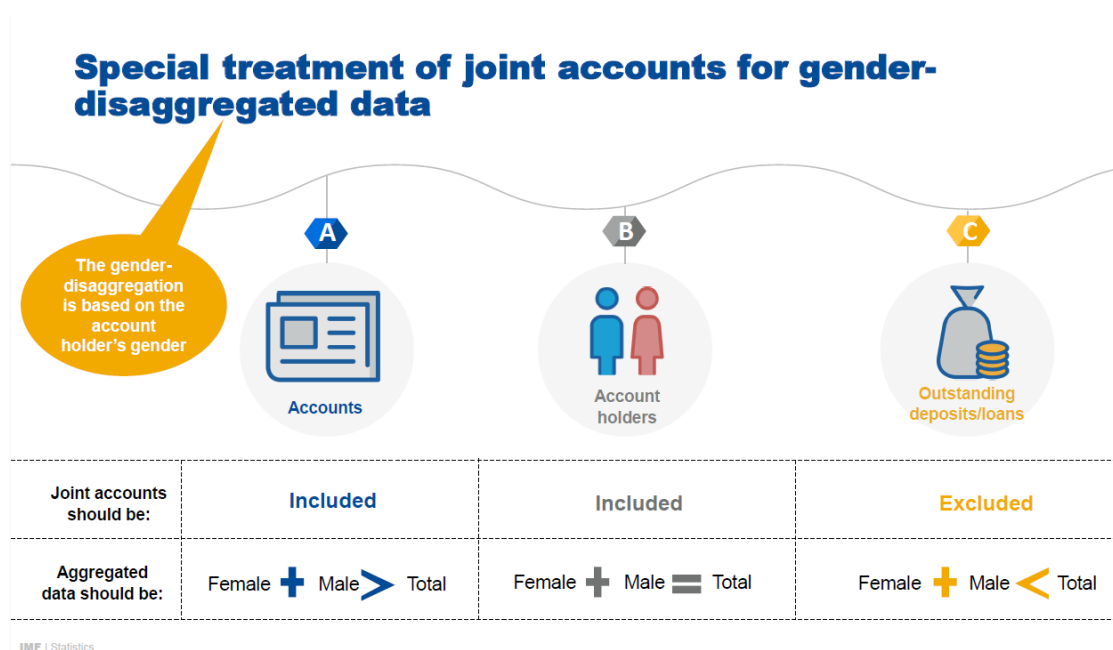 Special treatment of joint accounts for gender-
disaggregated data
The gender-
disaggregation
is based on the
account
holder's gender
A
B
C
Accounts
Account
holders
Outstanding
deposits/loans
Joint accounts
should be:
Included
Included
Excluded
Aggregated
data should be:
Female + Male > Total
Female + Male = Total
Female + Male < Total
IMF | Statistics